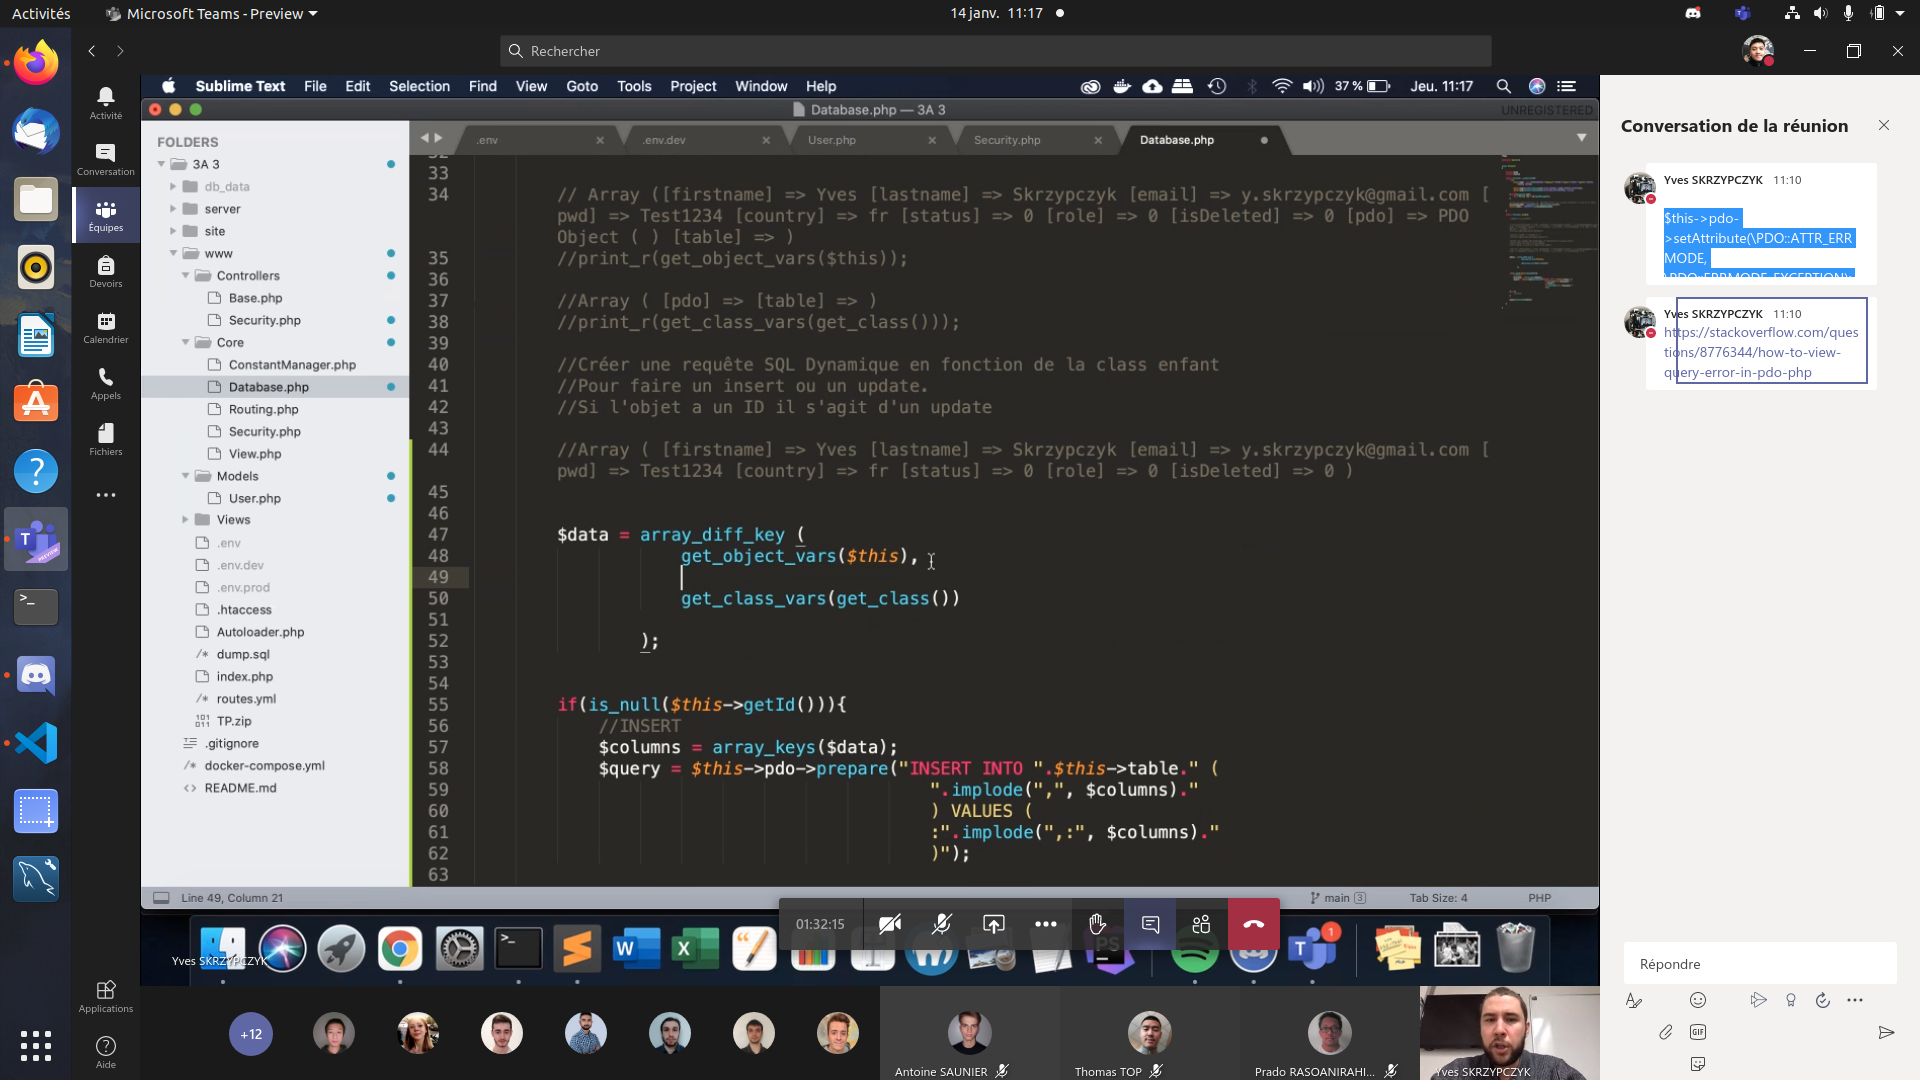 Activités
Microsoft Teams - Preview
14 janv. 11:17
Rechercher
Activité
Conversation
Équipes
Devoirs
Calendrier
Appels
Fichiers
Applications
Aide
Sublime Text File Edit Selection Find View Goto Tools Project Window Help
37 %
Jeu. 11:17
Database.php — 3A 3
UNREGISTERED
FOLDERS
3A 3
db_data
server
site
www
Controllers
Base.php
Security.php
Core
ConstantManager.php
Database.php
Routing.php
Security.php
View.php
Models
User.php
Views
.env
.env.dev
.env.prod
.htaccess
Autoloader.php
dump.sql
index.php
routes.yml
TP.zip
.gitignore
docker-compose.yml
README.md
.env
.env.dev
User.php
Security.php
Database.php
32
33
34 // Array ([firstname] => Yves [lastname] => Skrzypczyk [email] => y.skrzypczyk@gmail.com [
pwd] => Test1234 [country] => fr [status] => 0 [role] => 0 [isDeleted] => 0 [pdo] => PDO
Object ( ) [table] => )
35 //print_r(get_object_vars($this));
36
37 //Array ( [pdo] => [table] => )
38 //print_r(get_class_vars(get_class()));
39
40 //Créer une requête SQL Dynamique en fonction de la class enfant
41 //Pour faire un insert ou un update.
42 //Si l'objet a un ID il s'agit d'un update
43
44 //Array ( [firstname] => Yves [lastname] => Skrzypczyk [email] => y.skrzypczyk@gmail.com [
pwd] => Test1234 [country] => fr [status] => 0 [role] => 0 [isDeleted] => 0 )
45
46
47 $data = array_diff_key (
48 get_object_vars($this),
49
50 get_class_vars(get_class())
51
52 );
53
54
55 if(is_null($this->getId())){
56 //INSERT
57 $columns = array_keys($data);
58 $query = $this->pdo->prepare("INSERT INTO ".$this->table." (
59 ".implode(",", $columns)."
60 ) VALUES (
61 :".implode(",:", $columns)."
62 )");
63
Line 49, Column 21
main 3
Tab Size: 4
PHP
01:32:15
1
Yves SKRZYPCZYK
+12
Antoine SAUNIER
Thomas TOP
Prado RASOANIRAHI...
Yves SKRZYPCZYK
Conversation de la réunion
Yves SKRZYPCZYK 11:10
$this->pdo-
>setAttribute(\PDO::ATTR_ERR
MODE,
\PDO::ERRMODE_EXCEPTION);
Yves SKRZYPCZYK 11:10
https://stackoverflow.com/ques
tions/8776344/how-to-view-
query-error-in-pdo-php
Répondre